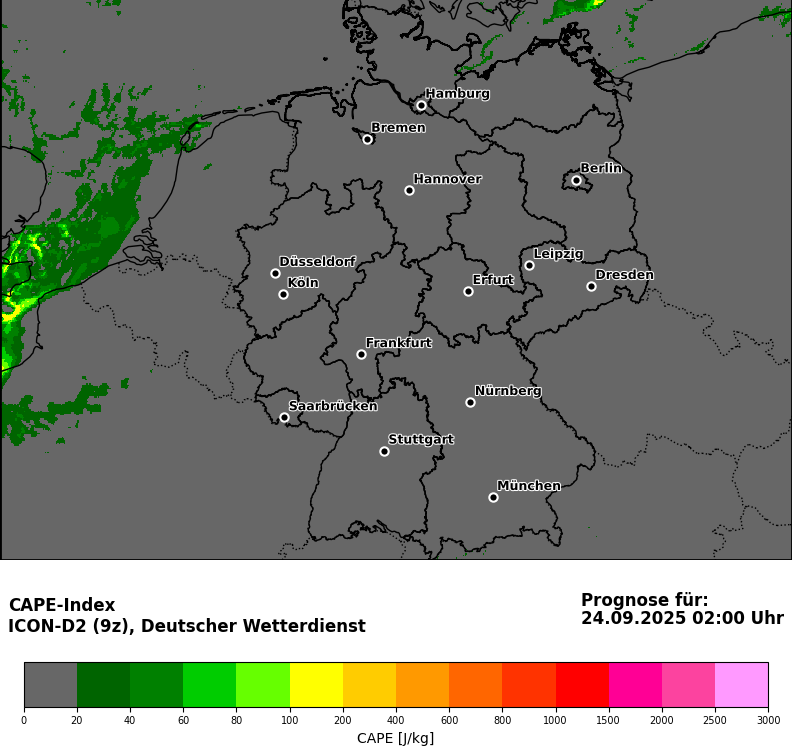 Hamburg
Bremen
Berlin
Hannover
Leipzig
Düsseldorf
Dresden
Köln
Erfurt
Frankfurt
Nürnberg
Saarbrücken
Stuttgart
München
CAPE-Index
ICON-D2 (9z), Deutscher Wetterdienst
Prognose für:
24.09.2025 02:00 Uhr
0 20 40 60 80 100 200 400 600 800 1000 1500 2000 2500 3000
CAPE [J/kg]